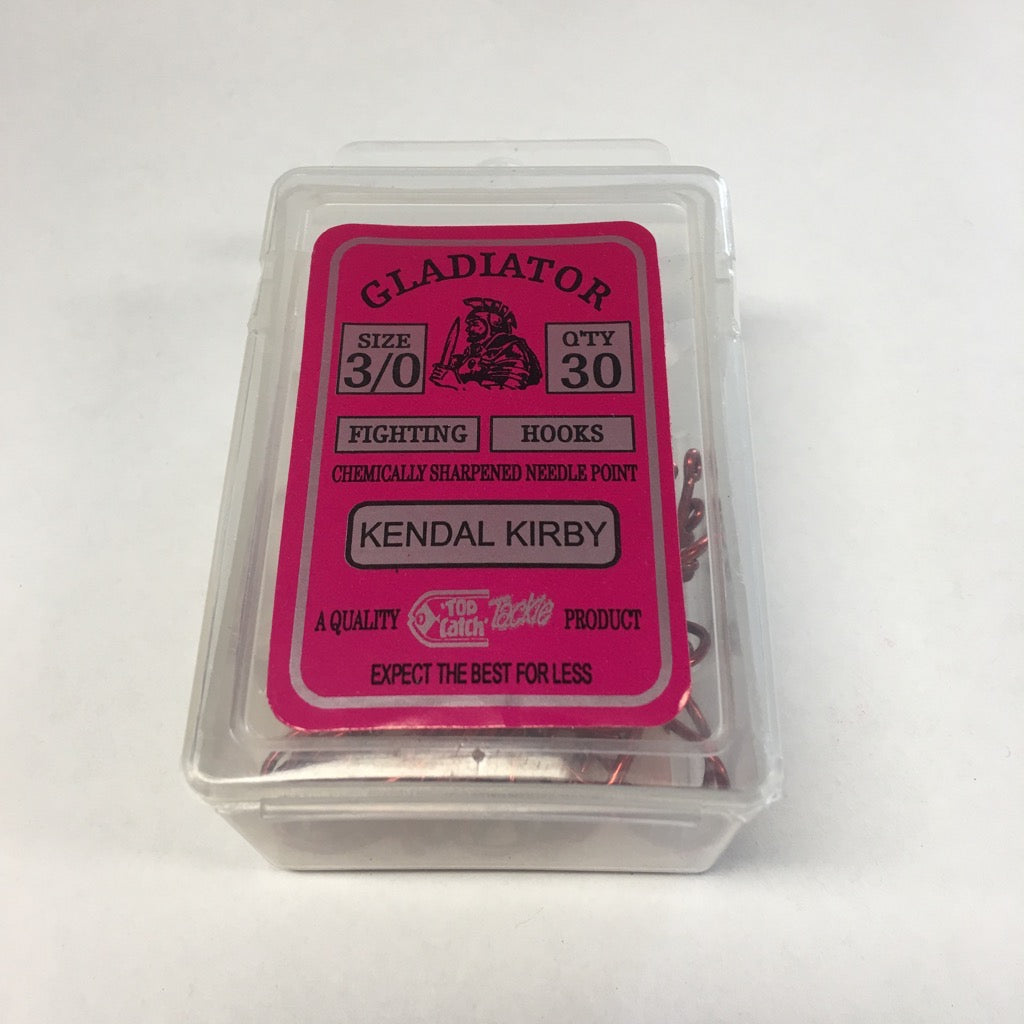 GLADIATOR
SIZE
3/0
Q'TY
30
FIGHTING HOOKS
CHEMICALLY SHARPENED NEEDLE POINT
KENDAL KIRBY
A QUALITY 'TOP Catch' Tackle PRODUCT
EXPECT THE BEST FOR LESS